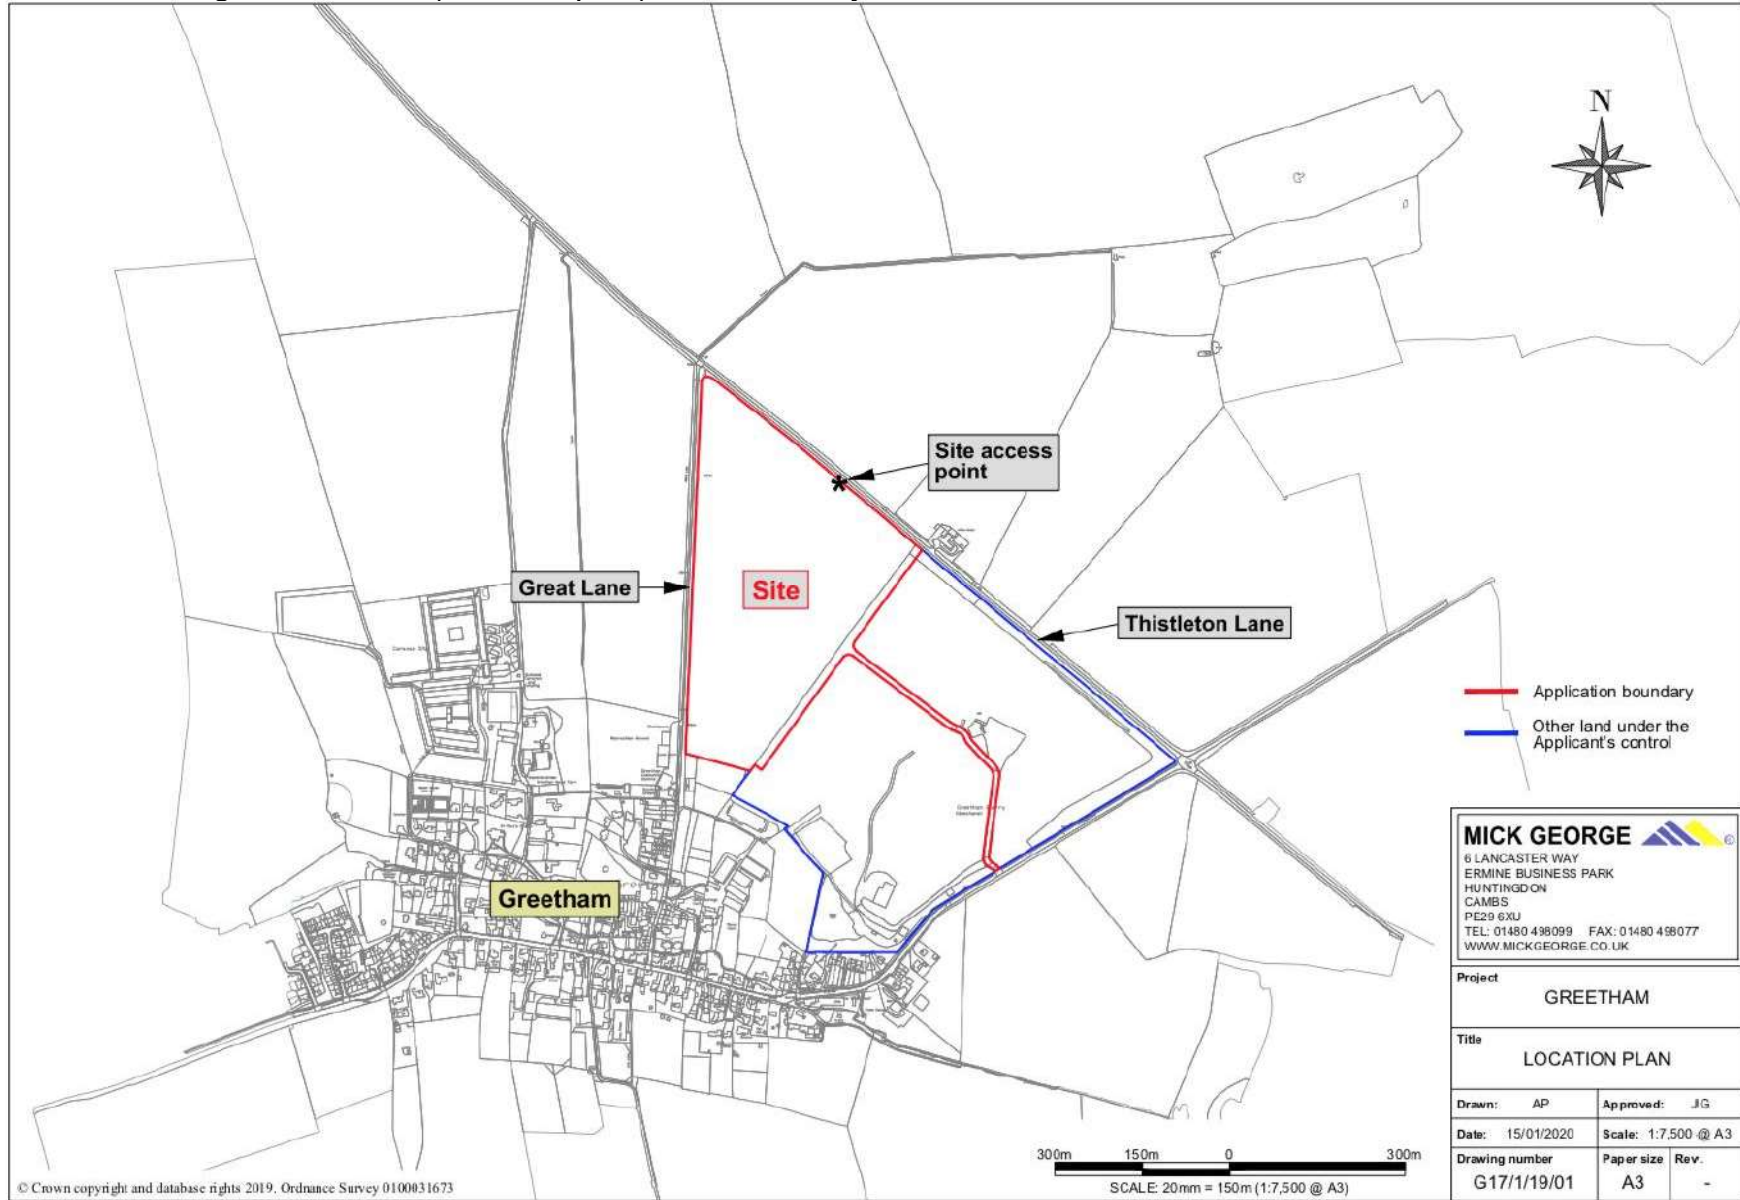 N
Site access
point
Great Lane
Site
Thistleton Lane
Greetham
Application boundary
Other land under the
Applicant's control
MICK GEORGE
6 LANCASTER WAY
ERMINE BUSINESS PARK
HUNTINGDON
CAMBS
PE29 6XU
TEL: 01480 498099 FAX: 01480 498077
WWW.MICKGEORGE.CO.UK
Project
GREETHAM
Title
LOCATION PLAN
Drawn: AP Approved: JG
Date: 15/01/2020 Scale: 1:7,500 @ A3
Drawing number Paper size Rev.
G17/1/19/01 A3 -
300m 150m 0 300m
SCALE: 20mm = 150m (1:7,500 @ A3)
© Crown copyright and database rights 2019. Ordnance Survey 0100031673